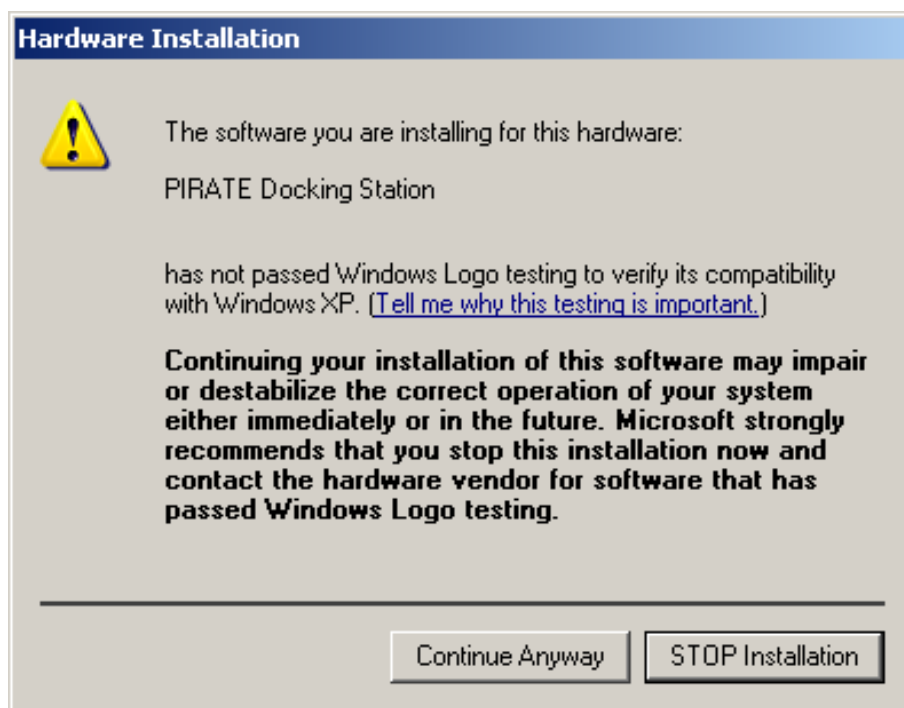 Hardware Installation
The software you are installing for this hardware:
PIRATE Docking Station
has not passed Windows Logo testing to verify its compatibility
with Windows XP. (Tell me why this testing is important.)
Continuing your installation of this software may impair
or destabilize the correct operation of your system
either immediately or in the future. Microsoft strongly
recommends that you stop this installation now and
contact the hardware vendor for software that has
passed Windows Logo testing.
Continue Anyway
STOP Installation